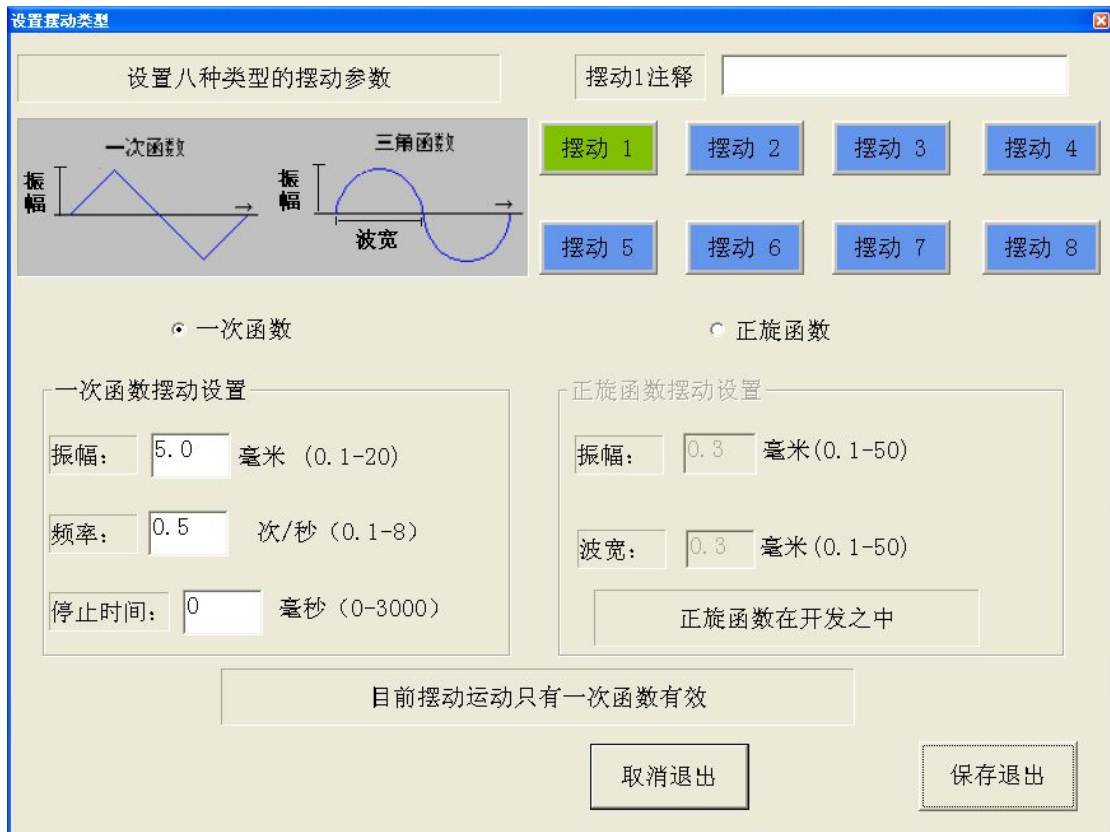 设置摆动类型
设置八种类型的摆动参数
摆动1注释
一次函数
振幅
三角函数
振幅
波宽
摆动 1
摆动 2
摆动 3
摆动 4
摆动 5
摆动 6
摆动 7
摆动 8
一次函数
正旋函数
一次函数摆动设置
振幅： 5.0 毫米 (0.1-20)
频率： 0.5 次/秒 (0.1-8)
停止时间： 0 毫秒 (0-3000)
正旋函数摆动设置
振幅： 0.3 毫米(0.1-50)
波宽： 0.3 毫米(0.1-50)
正旋函数在开发之中
目前摆动运动只有一次函数有效
取消退出
保存退出